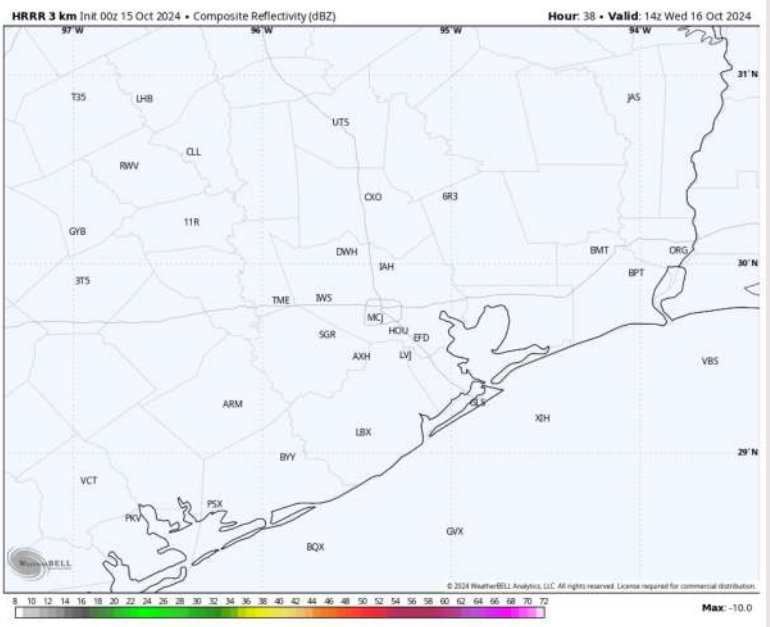 HRRR 3 km Init 00z 15 Oct 2024 • Composite Reflectivity (dBZ) Hour: 38 • Valid: 14z Wed 16 Oct 2024
97°W 96°W 95°W 94°W
31°N
T35 LHB JAS
UTS
CLL
RWV
CXO 6R3
11R
GYB
DWH BMT ORG
IAH 30°N
BPT
3T5
TME IWS
MCJ
SGR HOU EFD
AXH LVJ
VBS
ARM GLS
XIH
LBX
29°N
BYY
VCT
PSX
PKV
GVX
BQX
WeatherBELL
© 2024 WeatherBELL Analytics, LLC. All rights reserved. License required for commercial distribution.
8 10 12 14 16 18 20 22 24 26 28 30 32 34 36 38 40 42 44 46 48 50 52 54 56 58 60 62 64 66 68 70 72
Max: -10.0